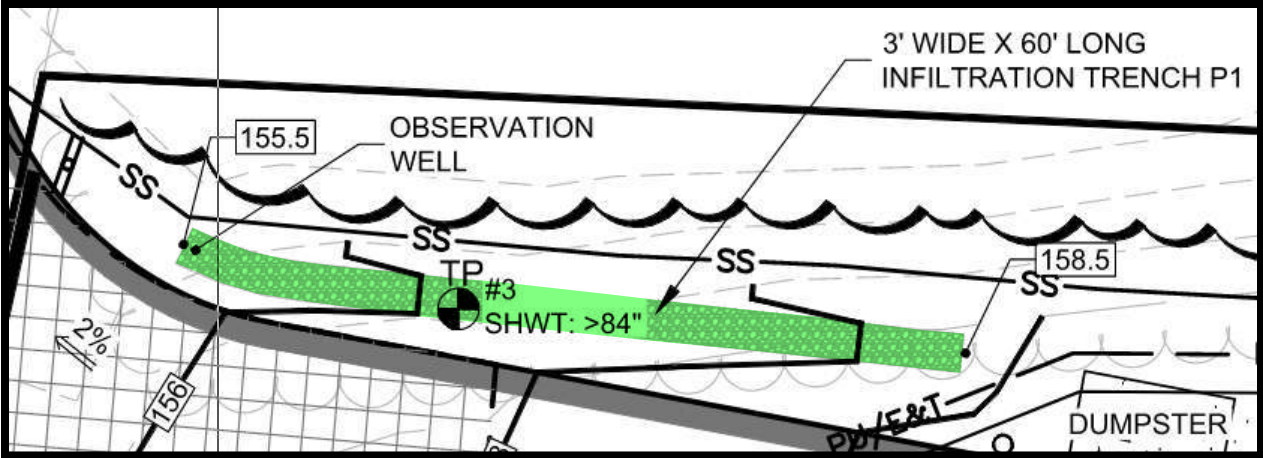 3' WIDE X 60' LONG
INFILTRATION TRENCH P1
OBSERVATION
WELL
155.5
SS
SS
SS
SS
158.5
TP
#3
SHWT: >84"
2%
156
PW/E&T
DUMPSTER